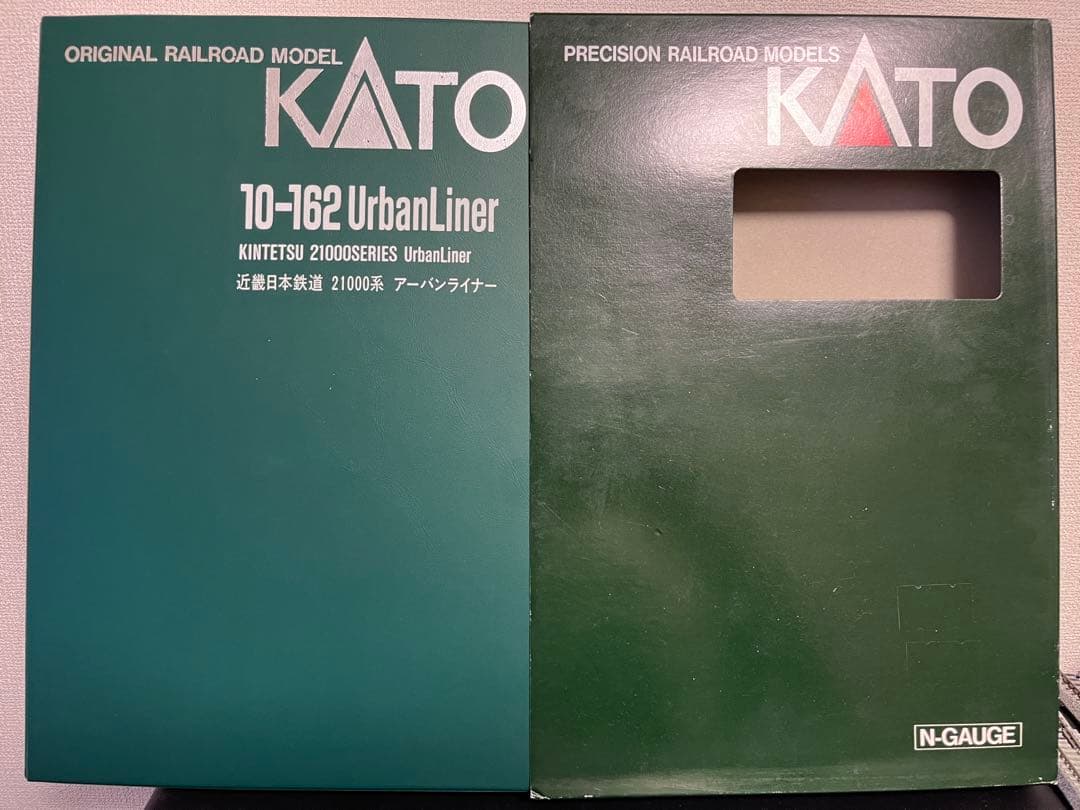 ORIGINAL RAILROAD MODEL
KATO
10-162 UrbanLiner
KINTETSU 21000SERIES UrbanLiner
近畿日本鉄道 21000系 アーバンライナー
PRECISION RAILROAD MODELS
KATO
N-GAUGE